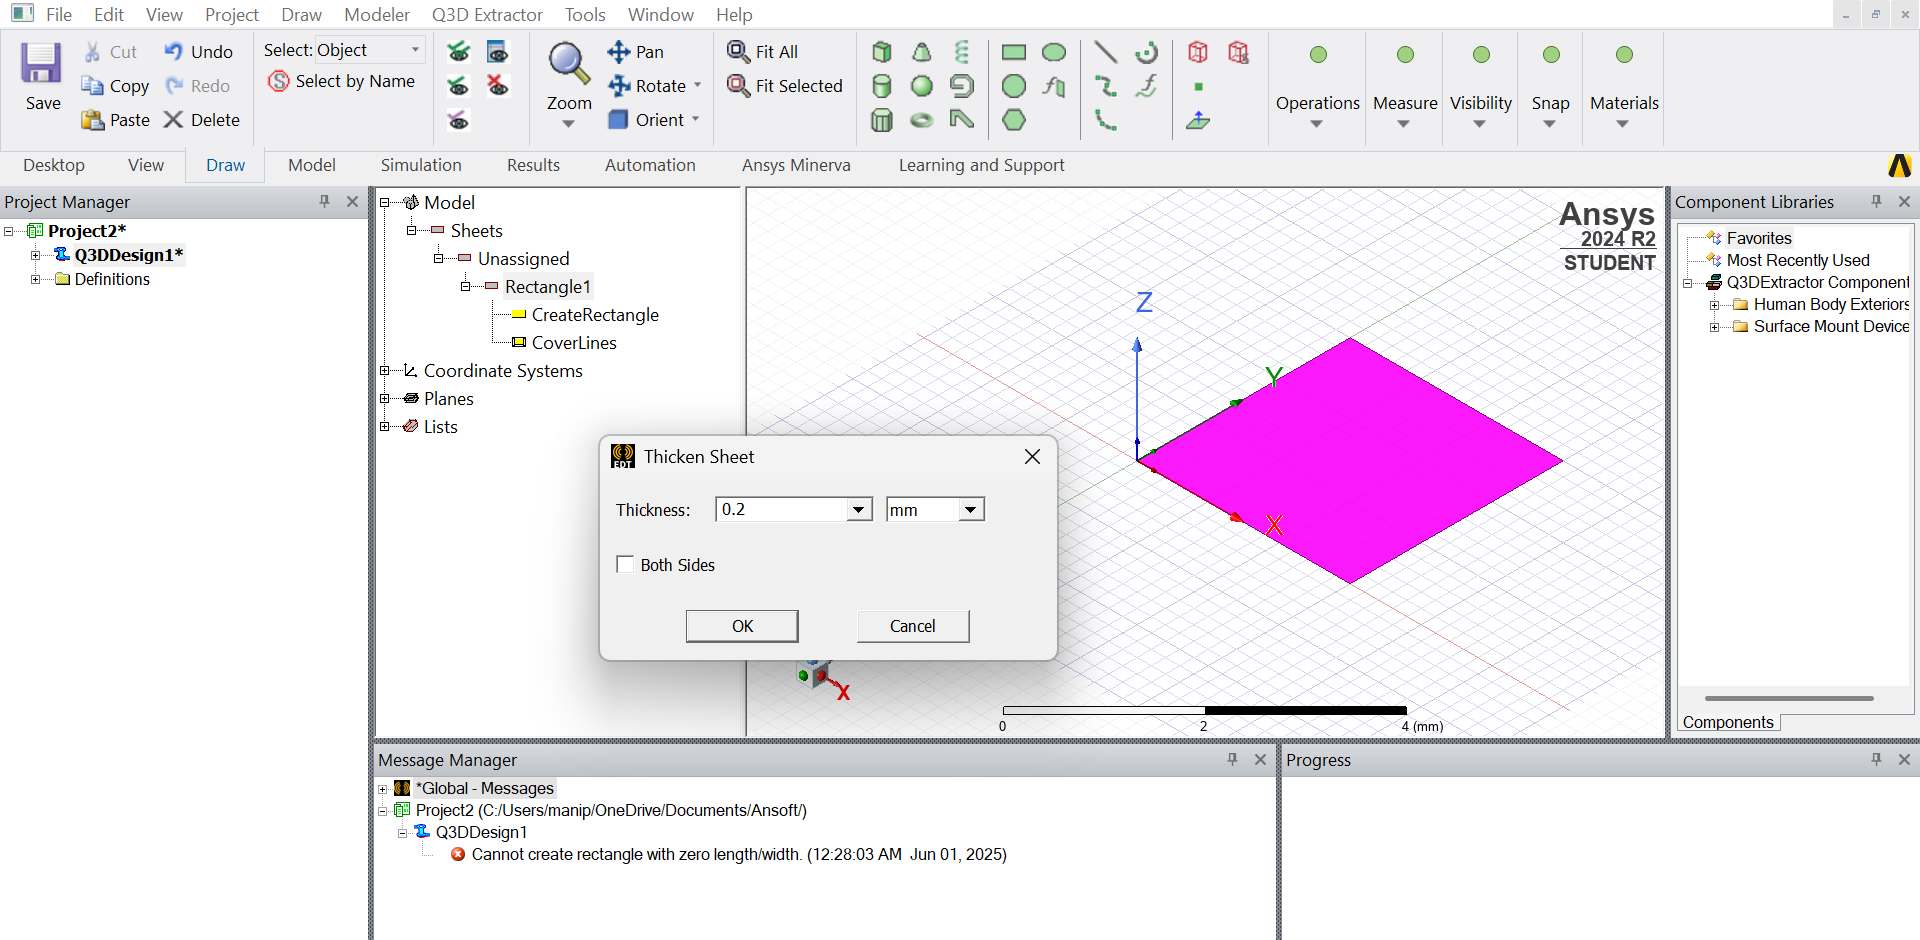 File Edit View Project Draw Modeler Q3D Extractor Tools Window Help
Save
Cut
Copy
Paste
Undo
Redo
Delete
Select: Object
Select by Name
Zoom
Pan
Rotate
Orient
Fit All
Fit Selected
Operations
Measure
Visibility
Snap
Materials
Desktop View Draw Model Simulation Results Automation Ansys Minerva Learning and Support
Project Manager
Project2*
Q3DDesign1*
Definitions
Model
Sheets
Unassigned
Rectangle1
CreateRectangle
CoverLines
Coordinate Systems
Planes
Lists
Ansys
2024 R2
STUDENT
Z
Y
X
X
0 2 4 (mm)
EDT
Thicken Sheet
Thickness: 0.2 mm
Both Sides
OK Cancel
Component Libraries
Favorites
Most Recently Used
Q3DExtractor Component
Human Body Exteriors
Surface Mount Device
Components
Message Manager
*Global - Messages
Project2 (C:/Users/manip/OneDrive/Documents/Ansoft/)
Q3DDesign1
Cannot create rectangle with zero length/width. (12:28:03 AM Jun 01, 2025)
Progress